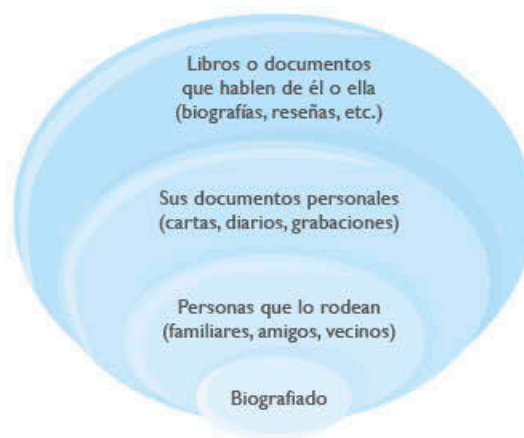 Libros o documentos
que hablen de él o ella
(biografías, reseñas, etc.)
Sus documentos personales
(cartas, diarios, grabaciones)
Personas que lo rodean
(familiares, amigos, vecinos)
Biografiado